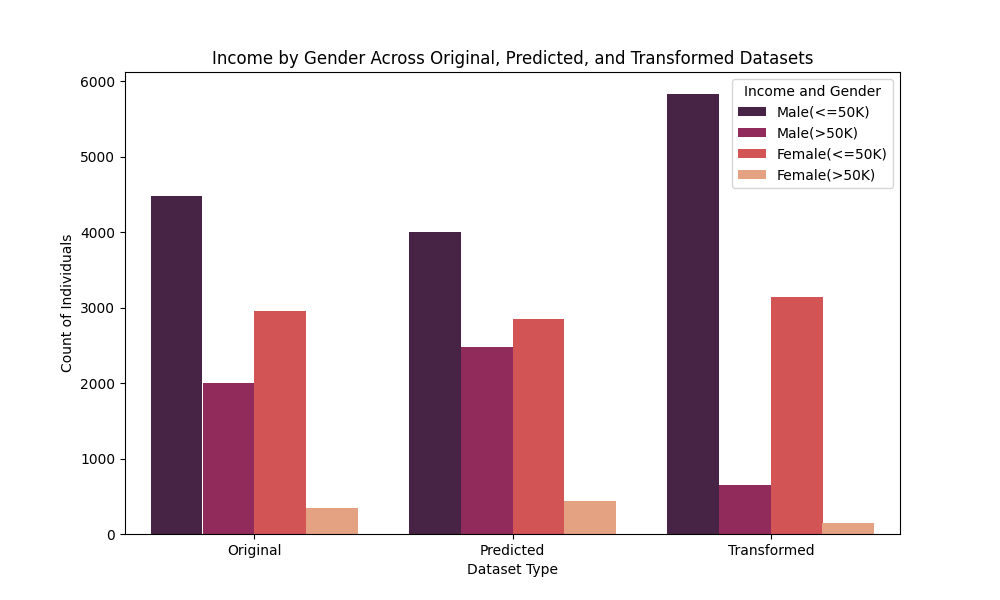 Income by Gender Across Original, Predicted, and Transformed Datasets
Income and Gender
Male(<=50K)
Male(>50K)
Female(<=50K)
Female(>50K)
Count of Individuals
6000
5000
4000
3000
2000
1000
0
Original
Predicted
Transformed
Dataset Type